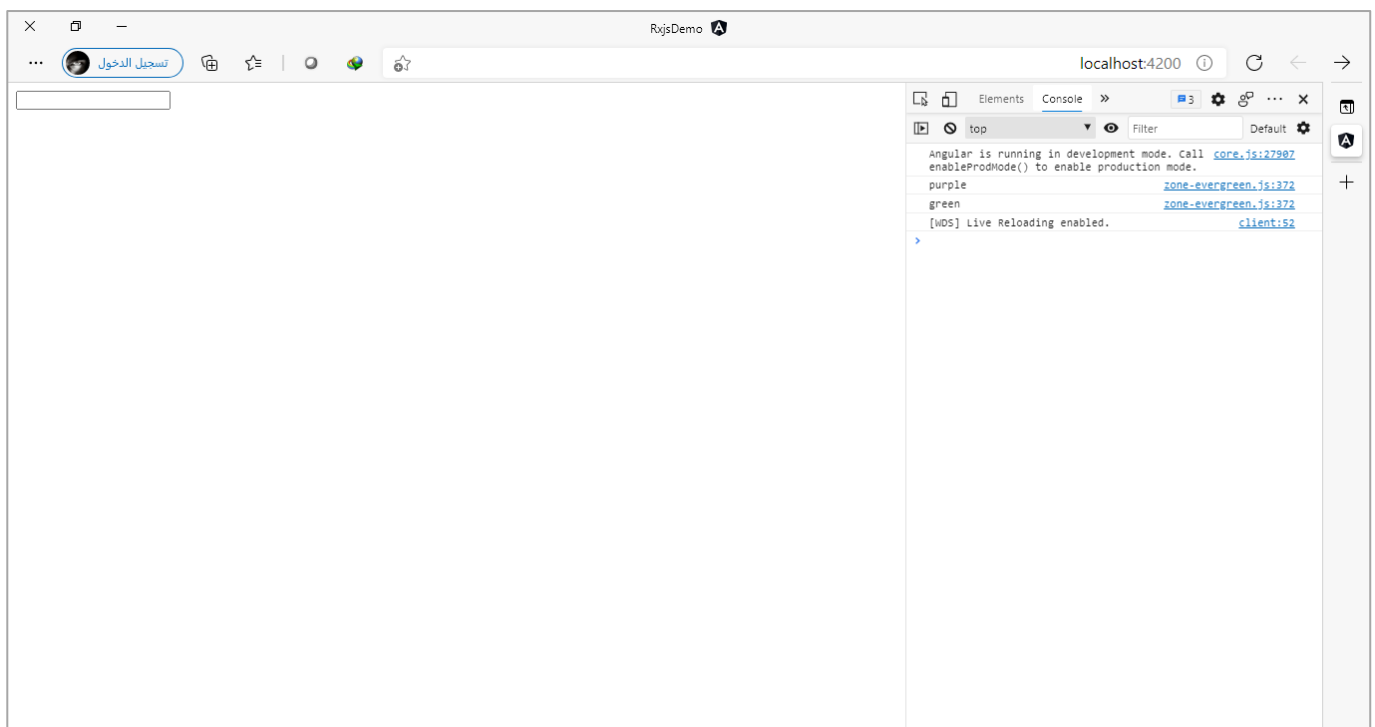 RxjsDemo
تسجيل الدخول
localhost:4200
Elements Console » 3
top Filter Default
Angular is running in development mode. Call core.js:27907
enableProdMode() to enable production mode.
purple zone-evergreen.js:372
green zone-evergreen.js:372
[WDS] Live Reloading enabled. client:52